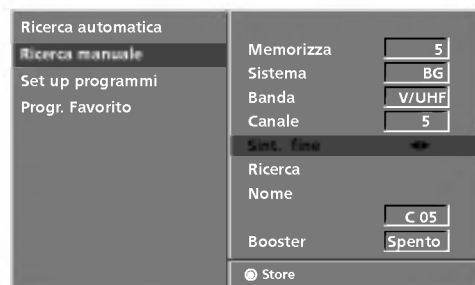 Ricerca automatica
Ricerca manuale
Set up programmi
Progr. Favorito
Memorizza 5
Sistema BG
Banda V/UHF
Canale 5
Sint. fine
Ricerca
Nome
C 05
Booster Spento
Store